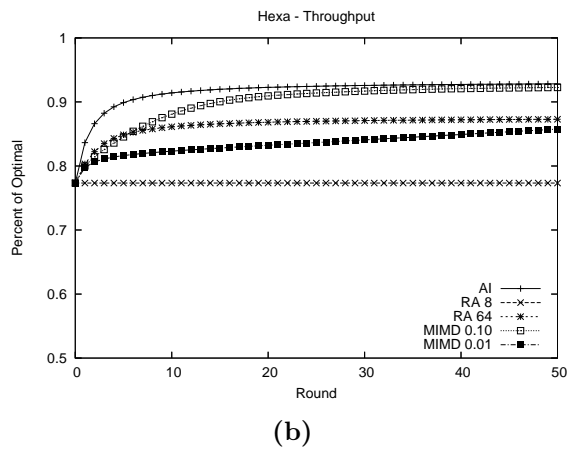 Hexa - Throughput
1
0.9
0.8
0.7
0.6
0.5
Percent of Optimal
AI
RA 8
RA 64
MIMD 0.10
MIMD 0.01
0 10 20 30 40 50
Round
(b)